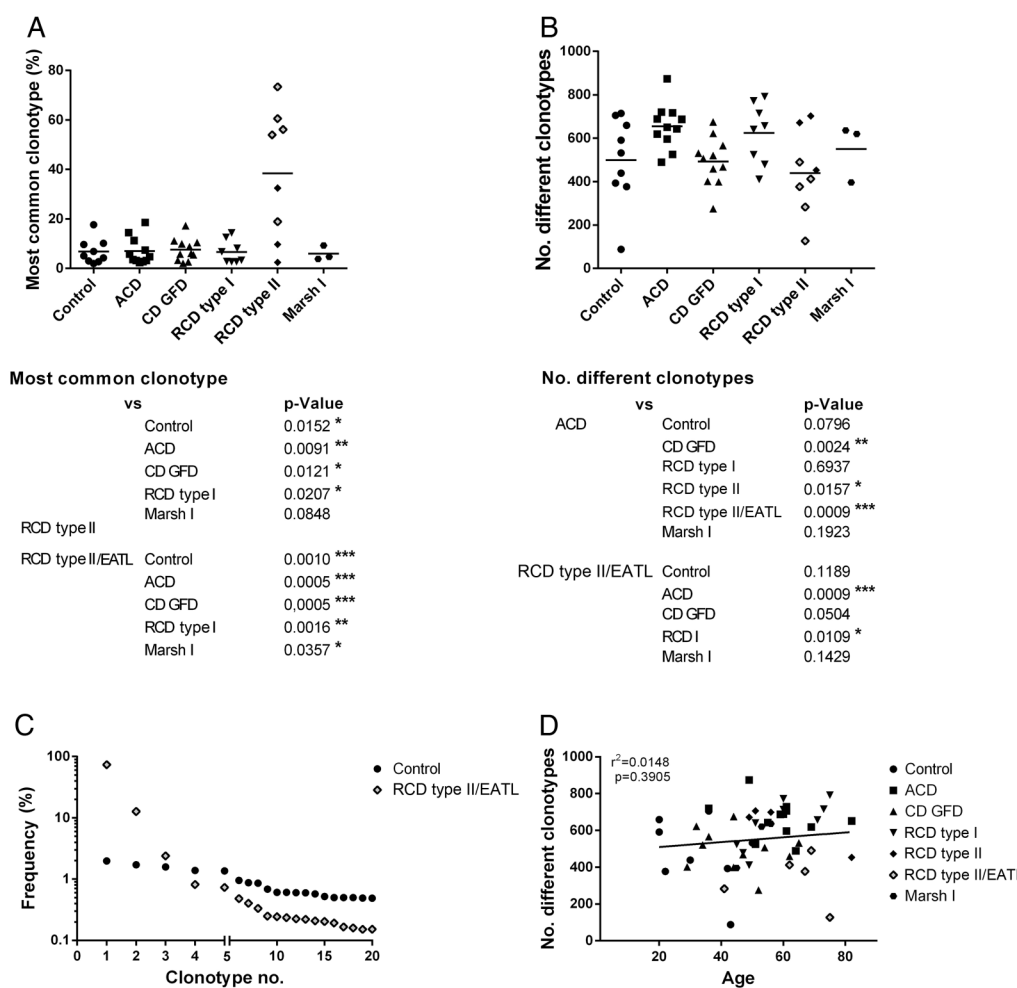 A
Most common clonotype (%)
80
60
40
20
0
Control
ACD
CD GFD
RCD type I
RCD type II
Marsh I
B
No. different clonotypes
1000
800
600
400
200
0
Control
ACD
CD GFD
RCD type I
RCD type II
Marsh I
Most common clonotype
vs p-Value
Control 0.0152 *
ACD 0.0091 **
CD GFD 0.0121 *
RCD type I 0.0207 *
Marsh I 0.0848
RCD type II
RCD type II/EATL Control 0.0010 ***
ACD 0.0005 ***
CD GFD 0,0005 ***
RCD type I 0.0016 **
Marsh I 0.0357 *
No. different clonotypes
vs p-Value
ACD Control 0.0796
CD GFD 0.0024 **
RCD type I 0.6937
RCD type II 0.0157 *
RCD type II/EATL 0.0009 ***
Marsh I 0.1923
RCD type II/EATL Control 0.1189
ACD 0.0009 ***
CD GFD 0.0504
RCD I 0.0109 *
Marsh I 0.1429
C
Frequency (%)
100
10
1
0.1
0 1 2 3 4 5 10 15 20
Clonotype no.
Control
RCD type II/EATL
D
No. different clonotypes
1000
800
600
400
200
0
r²=0.0148
p=0.3905
20 40 60 80
Age
Control
ACD
CD GFD
RCD type I
RCD type II
RCD type II/EATL
Marsh I